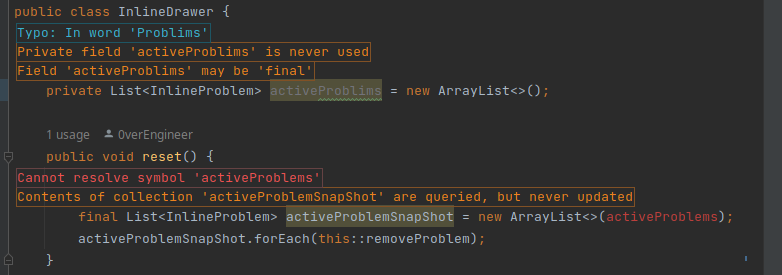 public class InlineDrawer {
Typo: In word 'Problims'
Private field 'activeProblims' is never used
Field 'activeProblims' may be 'final'
private List<InlineProblem> activeProblims = new ArrayList<>();
1 usage 0verEngineer
public void reset() {
Cannot resolve symbol 'activeProblems'
Contents of collection 'activeProblemSnapShot' are queried, but never updated
final List<InlineProblem> activeProblemSnapShot = new ArrayList<>(activeProblems);
activeProblemSnapShot.forEach(this::removeProblem);
}